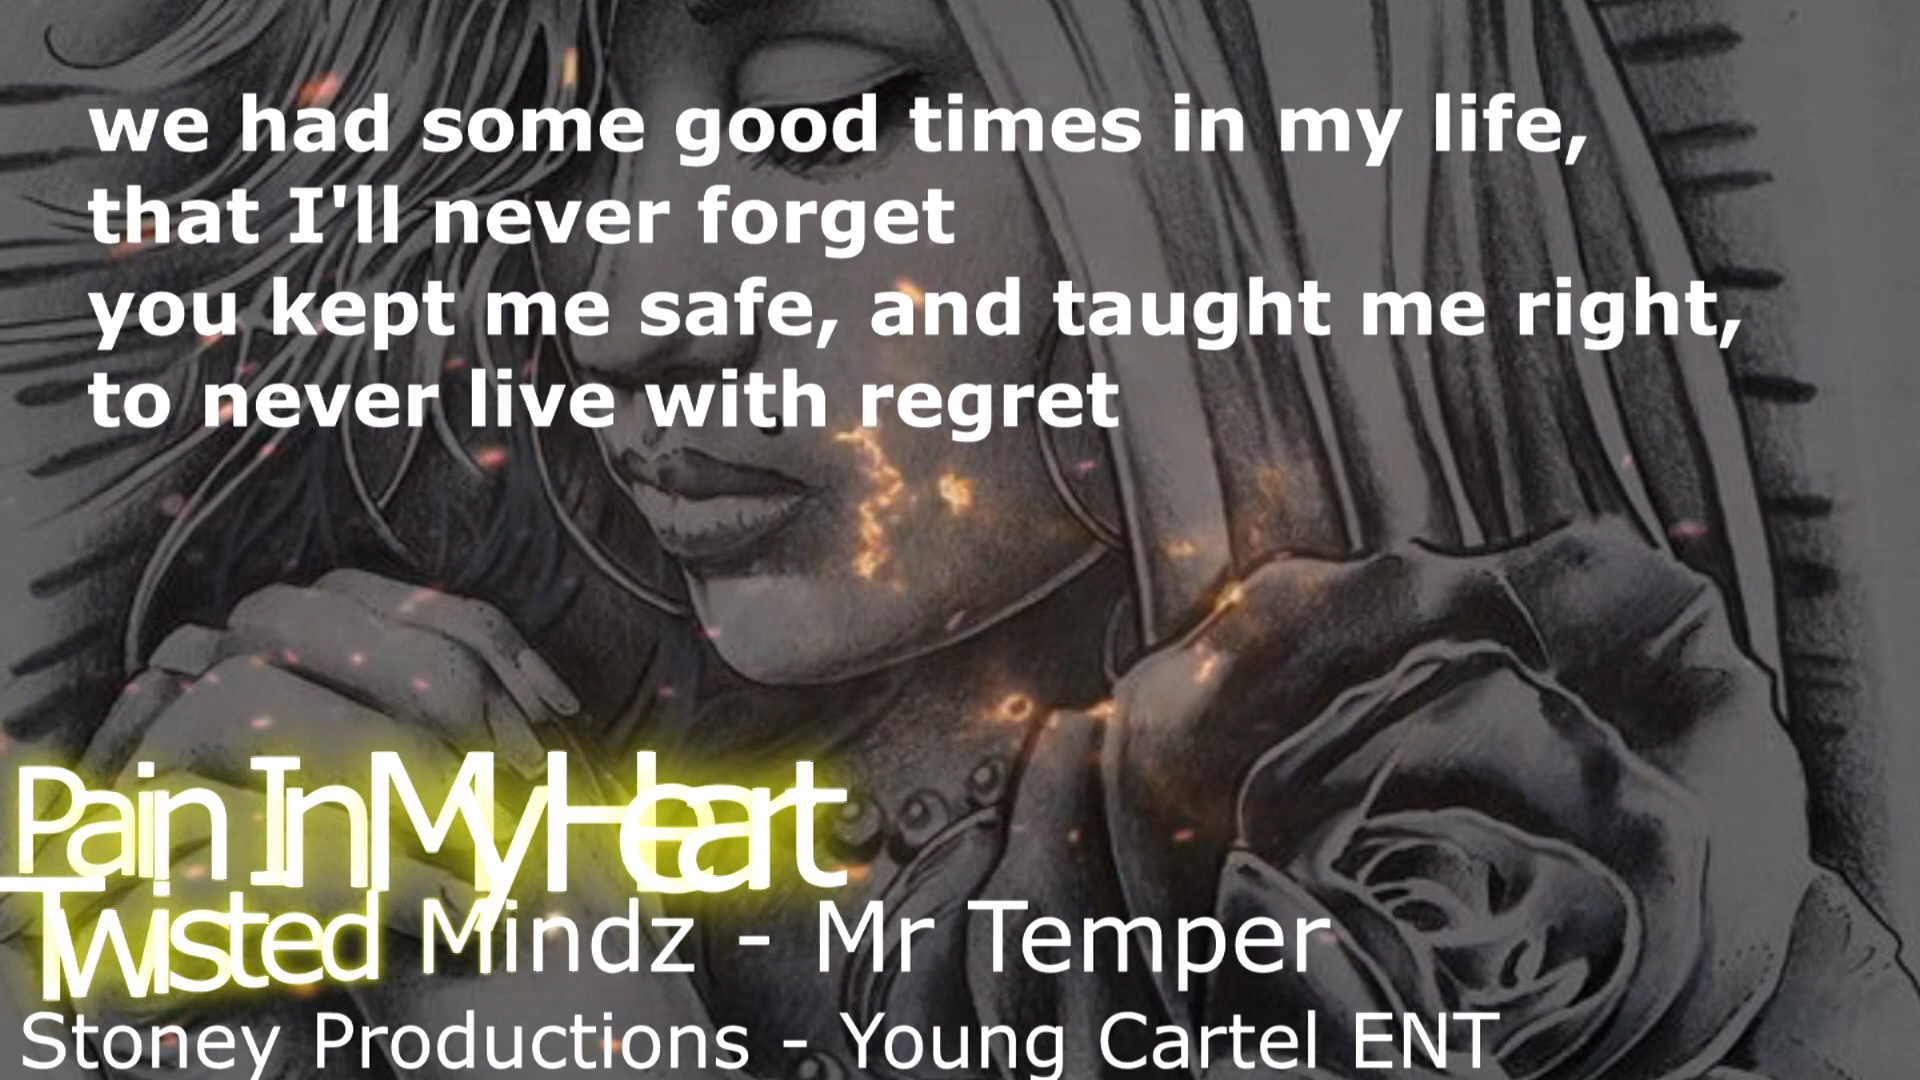 we had some good times in my life,
that I'll never forget
you kept me safe, and taught me right,
to never live with regret
Pain In My Heart
Twisted Mindz - Mr Temper
Stoney Productions - Young Cartel ENT